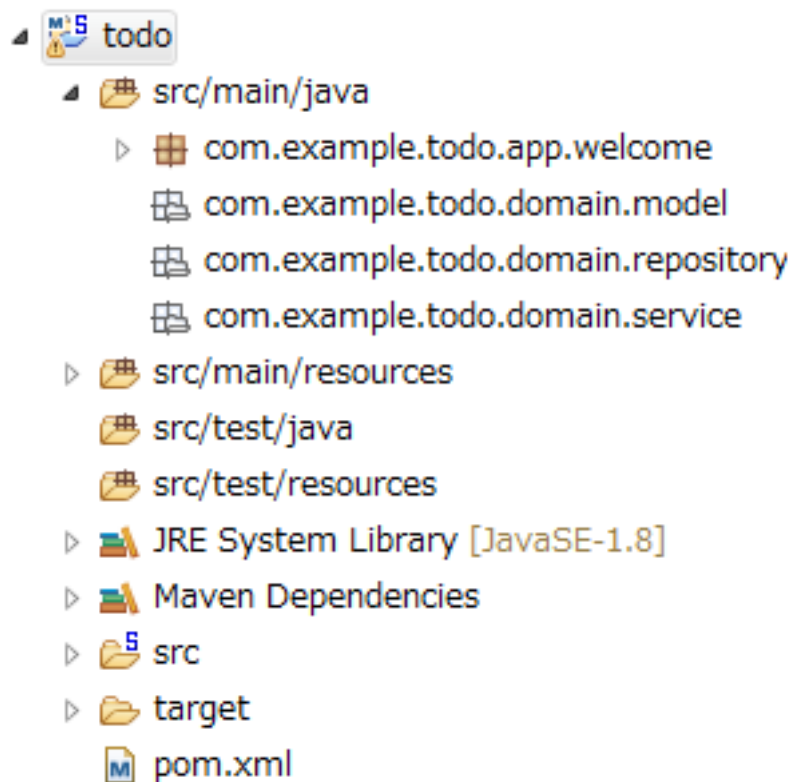 todo
src/main/java
com.example.todo.app.welcome
com.example.todo.domain.model
com.example.todo.domain.repository
com.example.todo.domain.service
src/main/resources
src/test/java
src/test/resources
JRE System Library [JavaSE-1.8]
Maven Dependencies
src
target
pom.xml